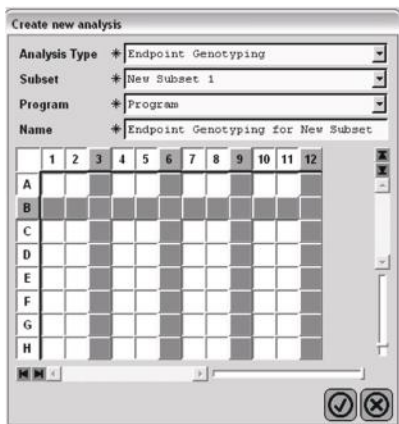 Create new analysis
Analysis Type * Endpoint Genotyping
Subset * New Subset 1
Program * Program
Name * Endpoint Genotyping for New Subset
1 2 3 4 5 6 7 8 9 10 11 12
A
B
C
D
E
F
G
H